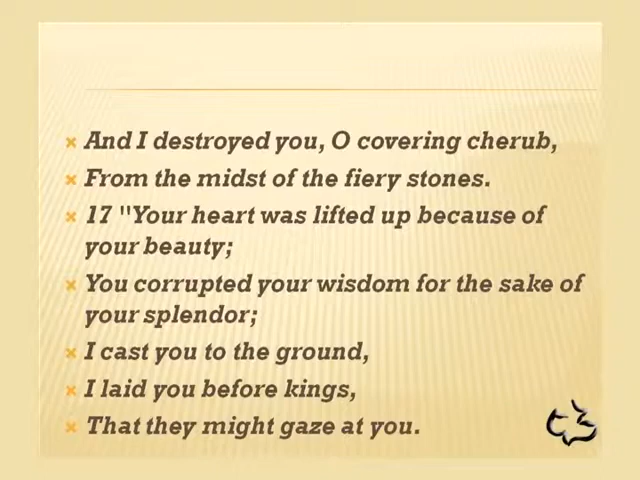 And I destroyed you, O covering cherub,
From the midst of the fiery stones.
17 "Your heart was lifted up because of
your beauty;
You corrupted your wisdom for the sake of
your splendor;
I cast you to the ground,
I laid you before kings,
That they might gaze at you.